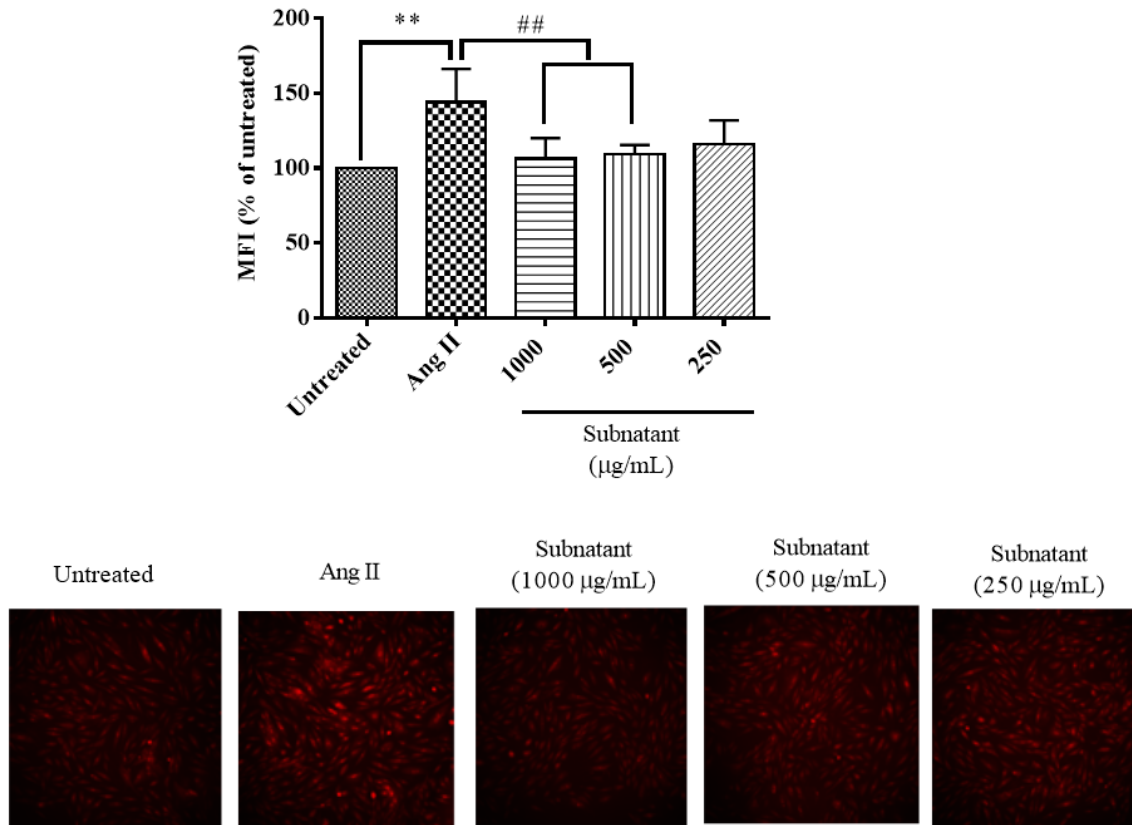 200
150
100
50
0
MFI (% of untreated)
**
##
Untreated
Ang II
1000
500
250
Subnatant
(μg/mL)
Untreated
Ang II
Subnatant
(1000 μg/mL)
Subnatant
(500 μg/mL)
Subnatant
(250 μg/mL)